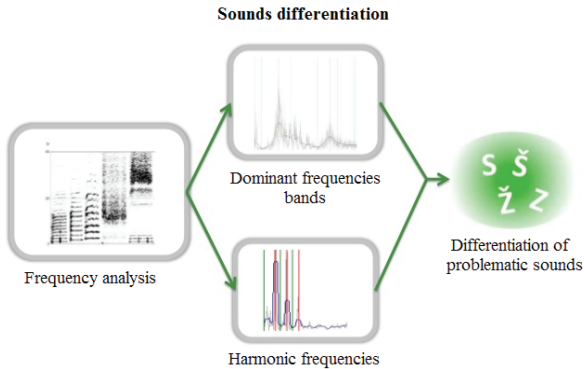 Sounds differentiation
Frequency analysis
Dominant frequencies
bands
Harmonic frequencies
S Š
Ž Z
Differentiation of
problematic sounds